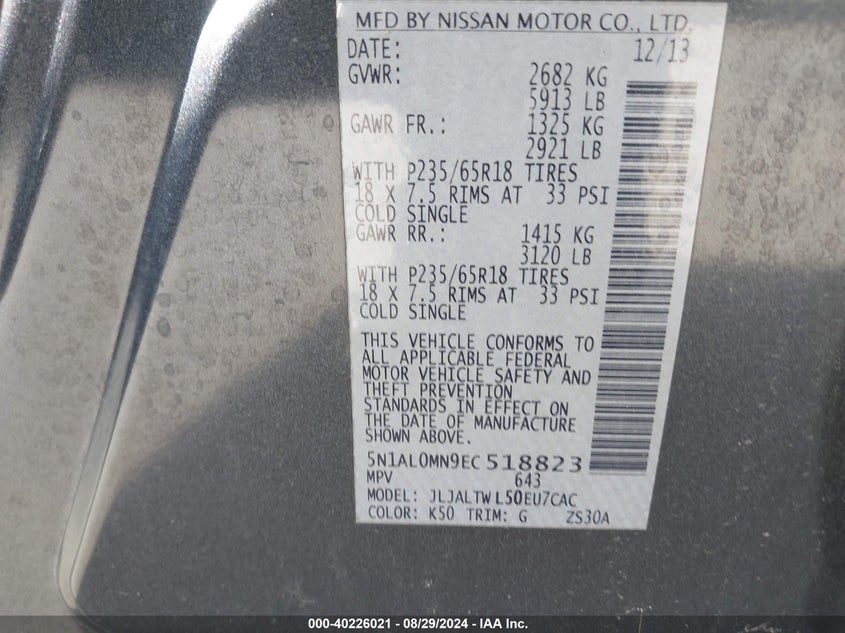 MFD BY NISSAN MOTOR CO., LTD.
DATE: 12/13
GVWR: 2682 KG
5913 LB
GAWR FR.: 1325 KG
2921 LB
WITH P235/65R18 TIRES
18 X 7.5 RIMS AT 33 PSI
COLD SINGLE
GAWR RR.: 1415 KG
3120 LB
WITH P235/65R18 TIRES
18 X 7.5 RIMS AT 33 PSI
COLD SINGLE
THIS VEHICLE CONFORMS TO
ALL APPLICABLE FEDERAL
MOTOR VEHICLE SAFETY AND
THEFT PREVENTION
STANDARDS IN EFFECT ON
THE DATE OF MANUFACTURE
SHOWN ABOVE.
5N1AL0MN9EC518823
MPV 643
MODEL: JLJALTWL50EU7CAC
COLOR: K50 TRIM: G ZS30A
000-40226021 - 08/29/2024 - IAA Inc.